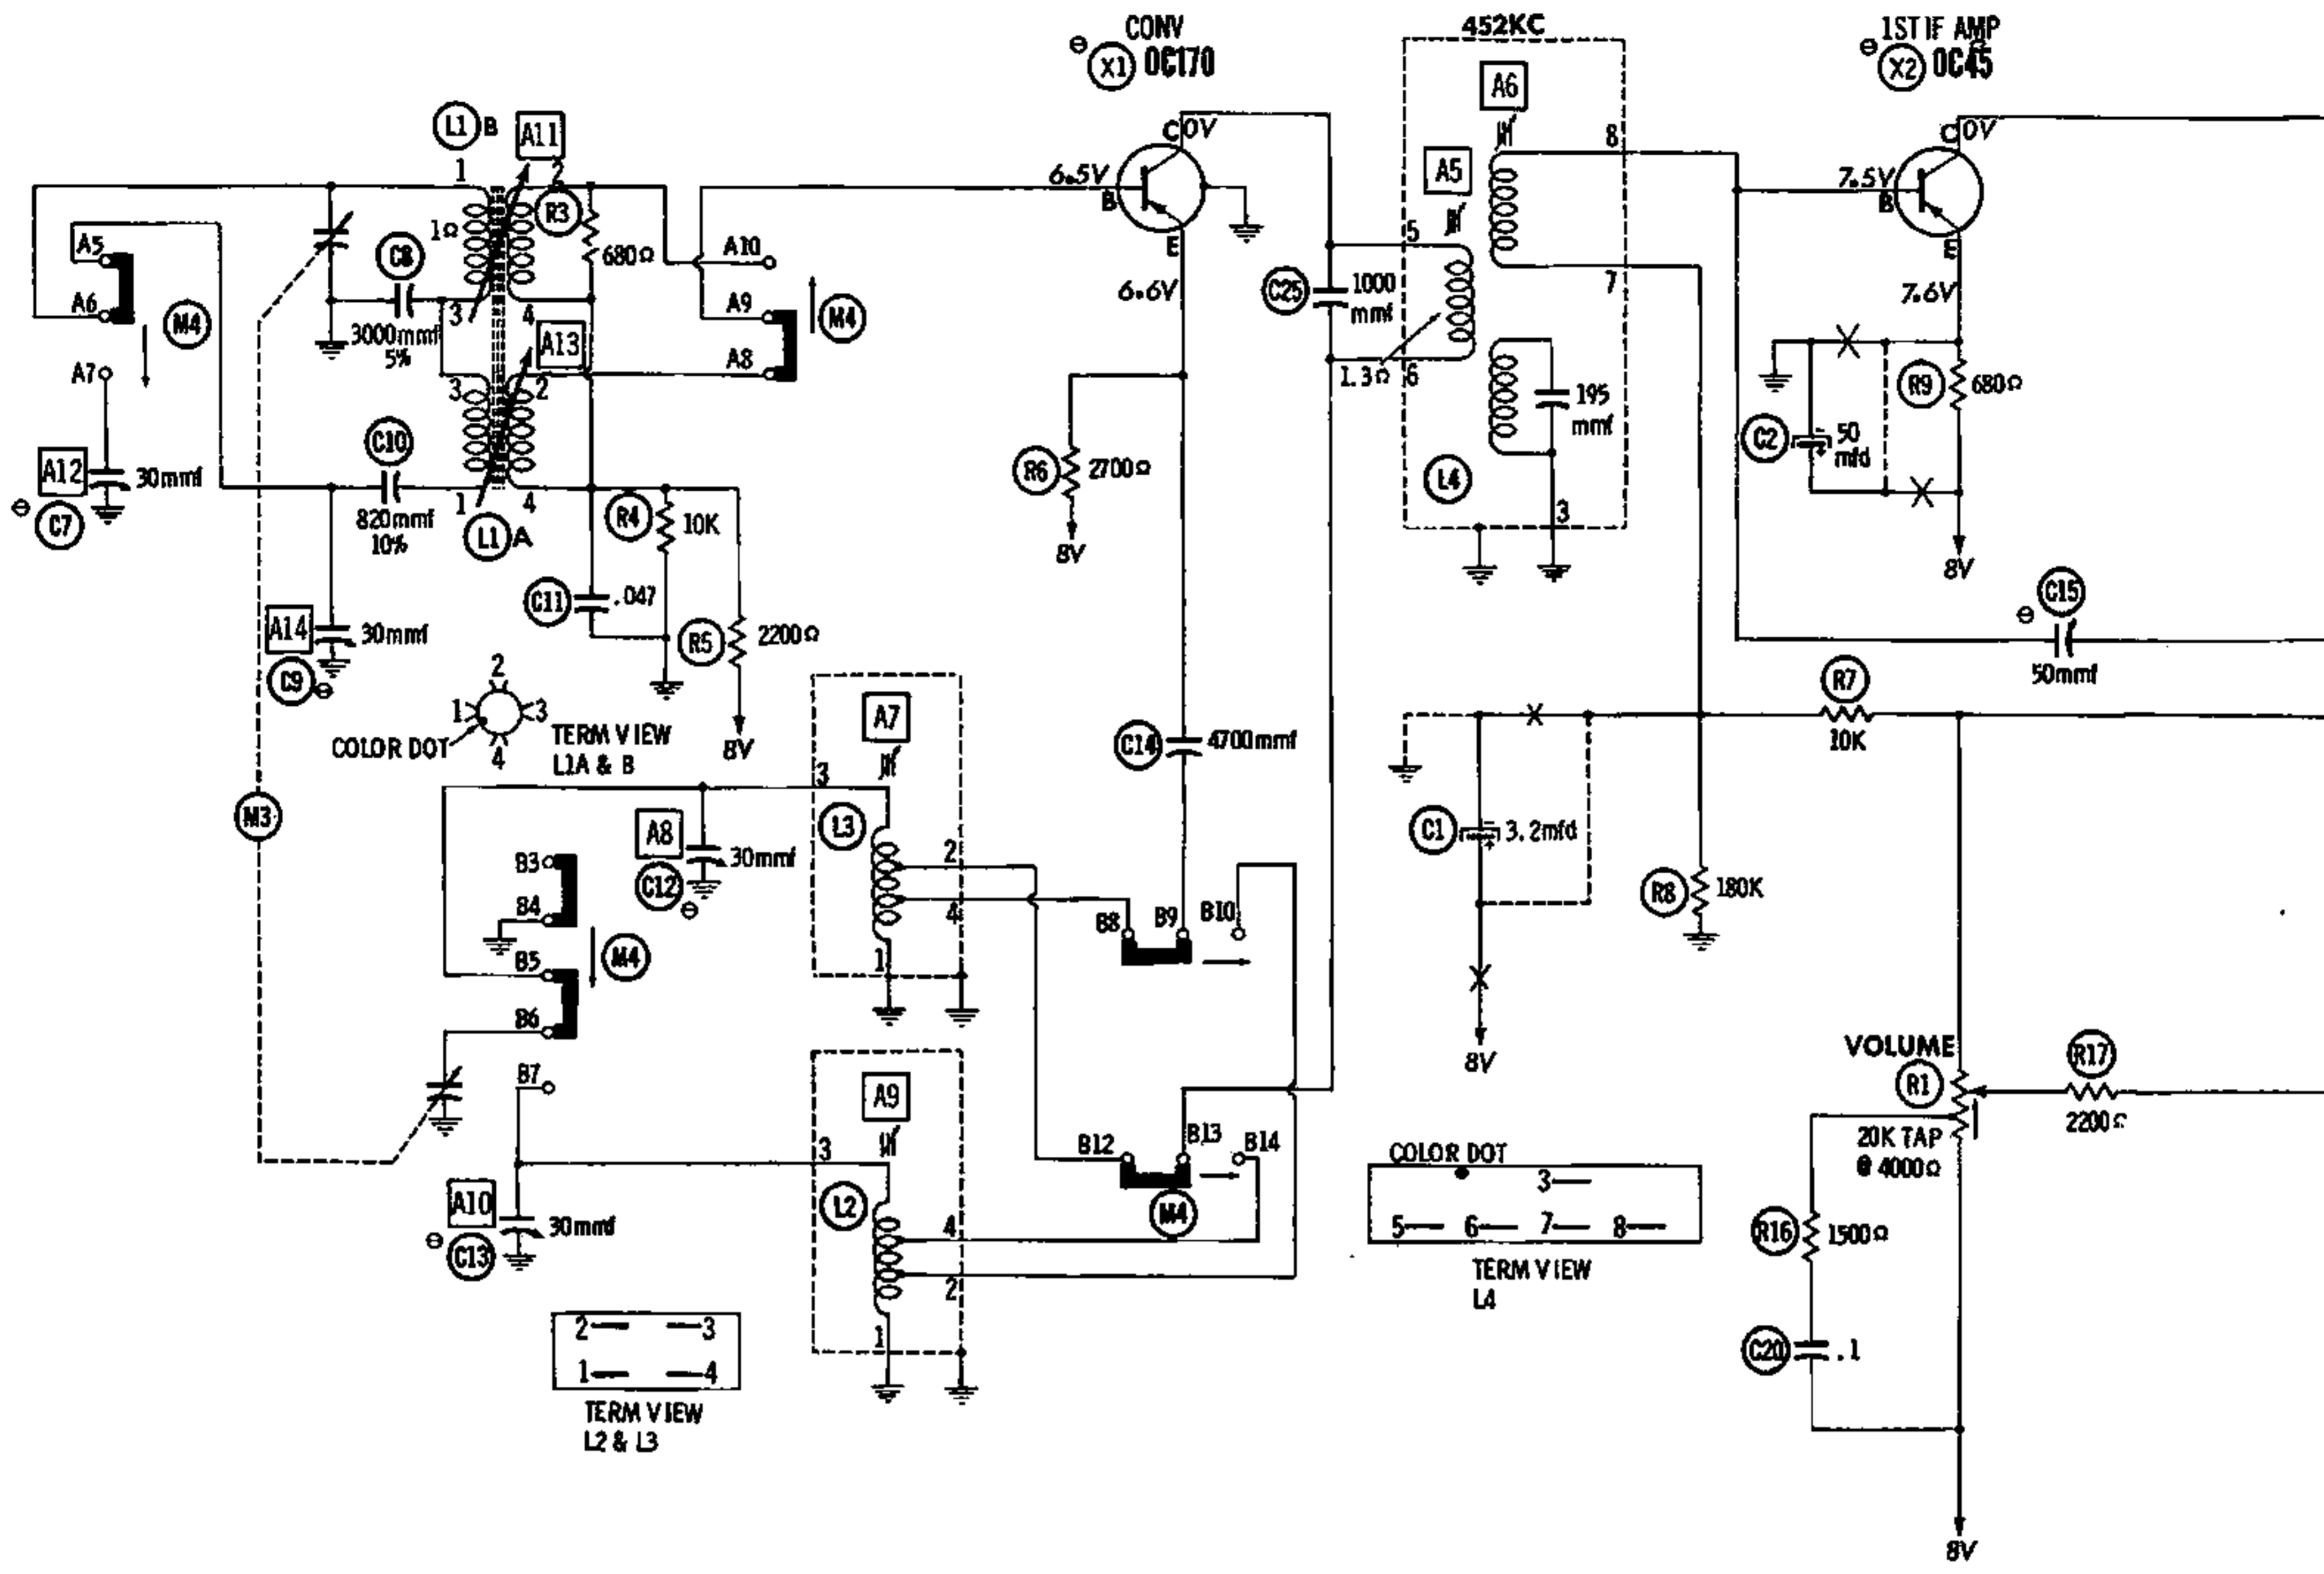 CONV
X1 OC170
452KC
1ST IF AMP
X2 OC45
L1 B
A11
A6
C 0V
8
C 0V
A5
1
2
R3
6.5V
B
7.5V
B
1Ω
680Ω
A10
5
E
E
A5
C8
7
A6
M4
3
4
A9
M4
6.6V
C25
1000
mmf
7.6V
3000mmf
5%
A13
A8
A7
3
2
1.3Ω
6
195
mmf
R9
680Ω
C10
C2
50
mfd
A12
30mmf
R6
2700Ω
L4
C7
820mmf
10%
1
4
R4
10K
3
L1 A
8V
8V
C11
.047
C15
A14
30mmf
R5
2200Ω
50mmf
C9
2
R7
1
3
A7
COLOR DOT
4
TERM VIEW
L1A & B
8V
C14
4700mmf
10K
3
M3
A8
L3
C1
3.2mfd
30mmf
2
B3
C12
R8
180K
B4
4
B8
B9
B10
M4
B5
1
B6
8V
VOLUME
R17
B7
A9
R1
2200Ω
B12
B13
B14
COLOR DOT
20K TAP
@ 4000Ω
3
3
A10
L2
M4
30mmf
4
5
6
7
8
R16
1500Ω
C13
TERM VIEW
L4
2
2
3
1
C20
.1
1
4
TERM VIEW
L2 & L3
8V